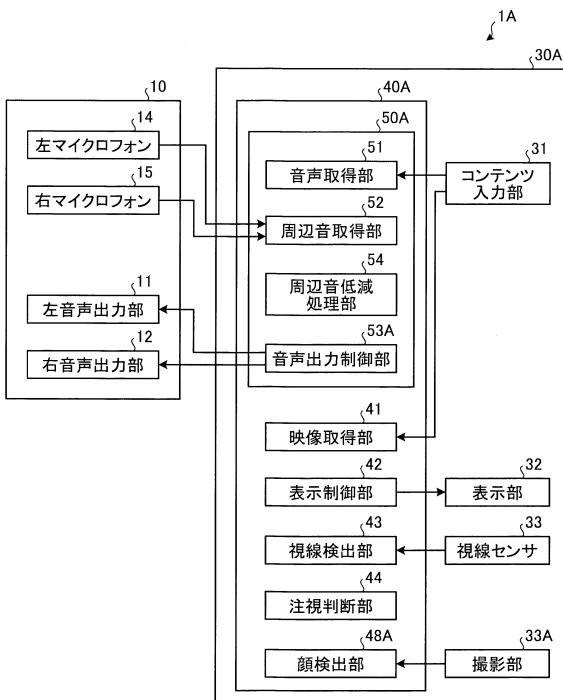 1A
30A
10
40A
14
50A
左マイクロフォン
51
31
15
音声取得部
コンテンツ
入力部
右マイクロフォン
52
周辺音取得部
54
11
周辺音低減
処理部
左音声出力部
12
53A
右音声出力部
音声出力制御部
41
映像取得部
42
32
表示制御部
表示部
43
33
視線検出部
視線センサ
44
注視判断部
48A
33A
顔検出部
撮影部